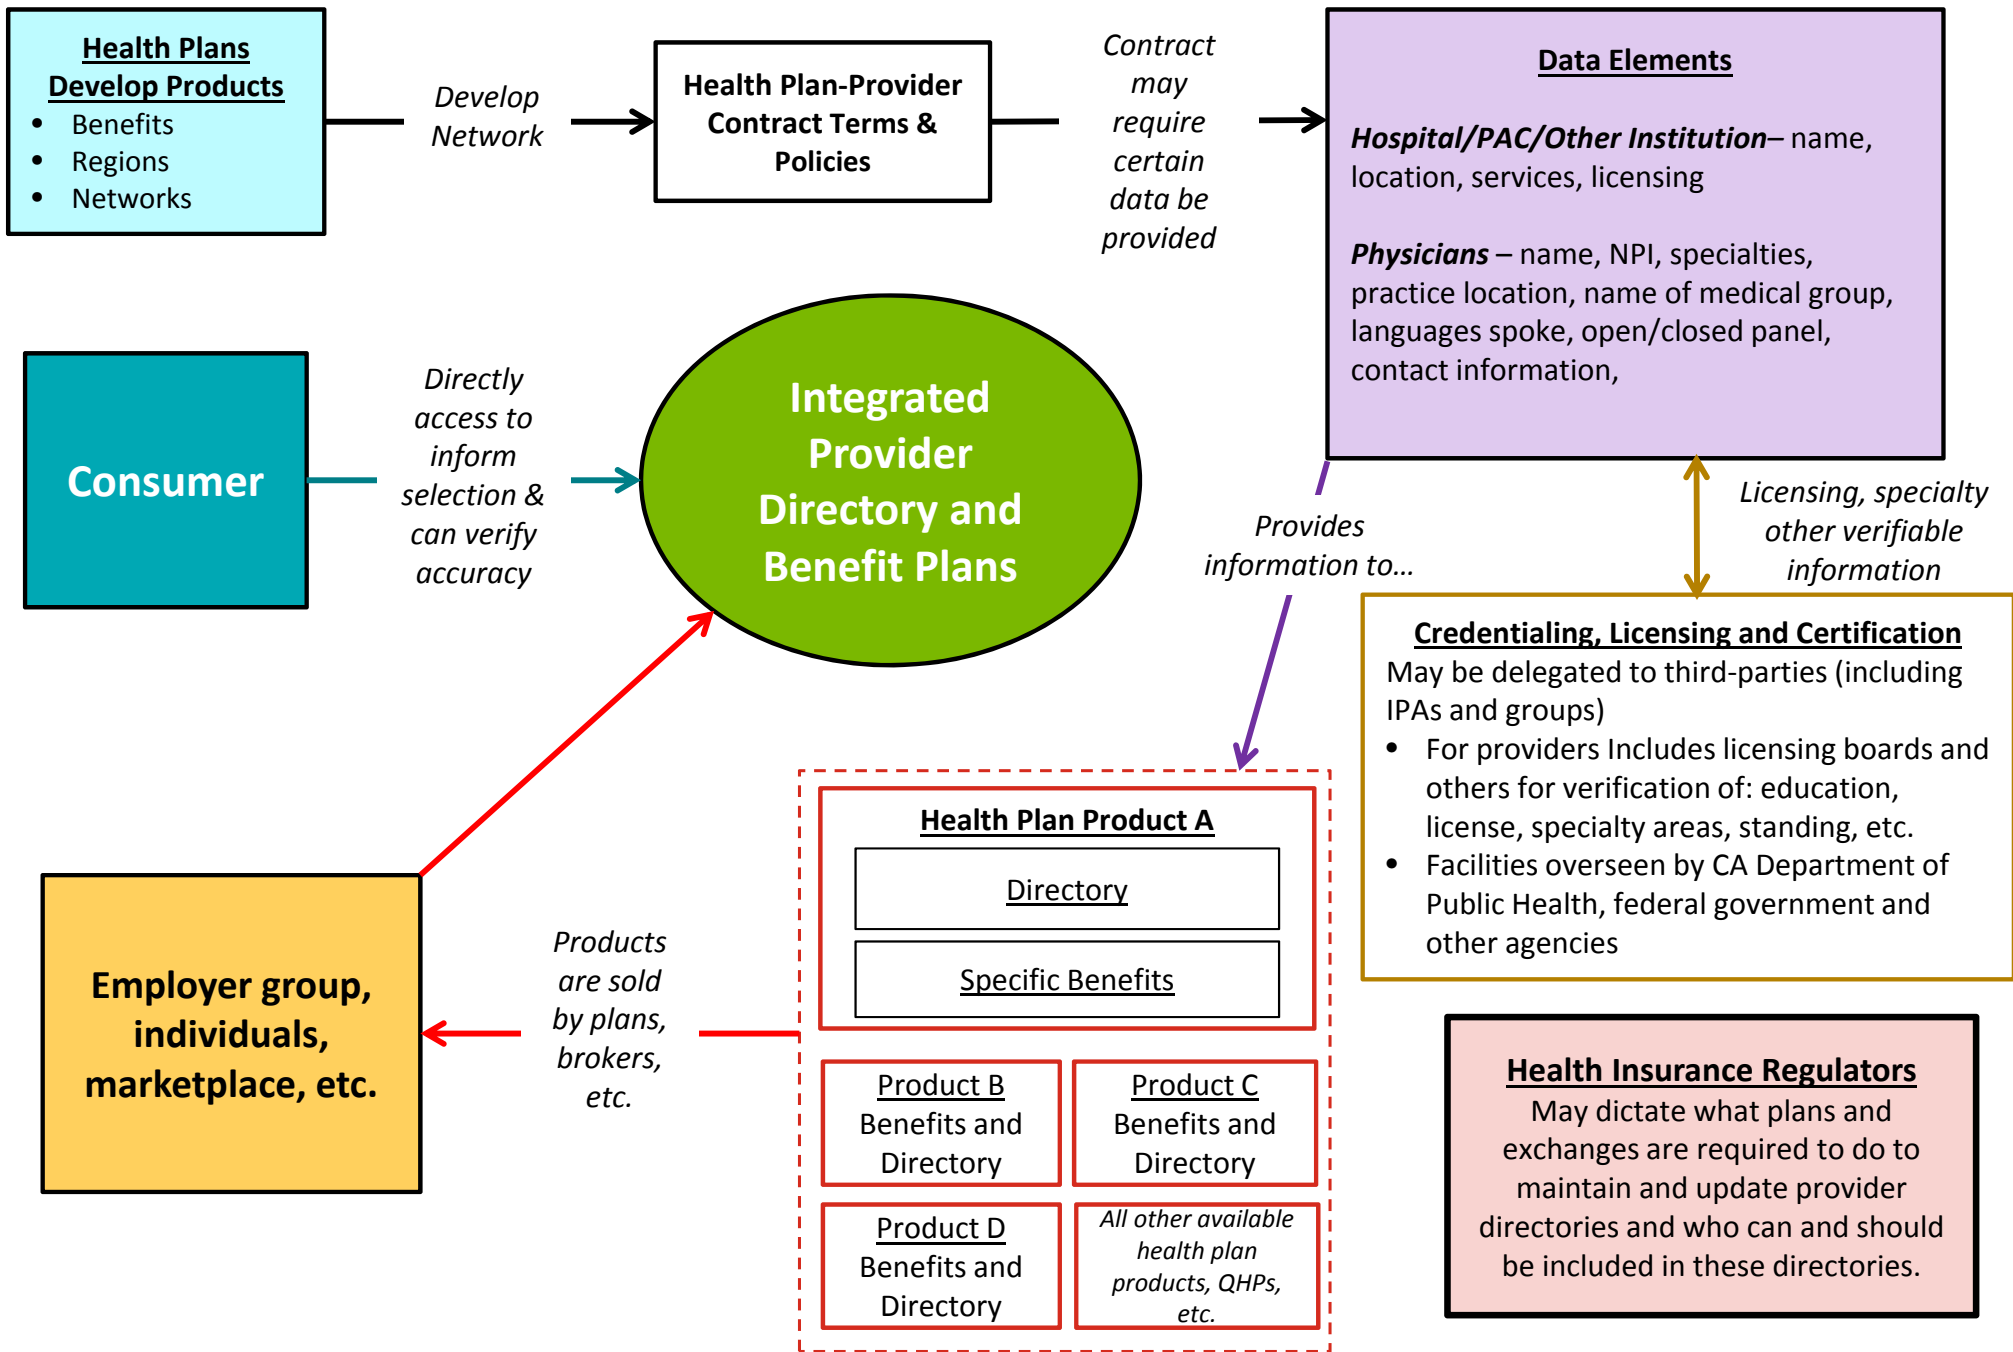 Health Plans
Develop Products
• Benefits
• Regions
• Networks
Develop
Network
Health Plan-Provider
Contract Terms &
Policies
Contract
may
require
certain
data be
provided
Data Elements
Hospital/PAC/Other Institution– name,
location, services, licensing
Physicians – name, NPI, specialties,
practice location, name of medical group,
languages spoke, open/closed panel,
contact information,
Consumer
Directly
access to
inform
selection &
can verify
accuracy
Integrated
Provider
Directory and
Benefit Plans
Provides
information to…
Licensing, specialty
other verifiable
information
Credentialing, Licensing and Certification
May be delegated to third-parties (including
IPAs and groups)
• For providers Includes licensing boards and
others for verification of: education,
license, specialty areas, standing, etc.
• Facilities overseen by CA Department of
Public Health, federal government and
other agencies
Employer group,
individuals,
marketplace, etc.
Products
are sold
by plans,
brokers,
etc.
Health Plan Product A
Directory
Specific Benefits
Product B
Benefits and
Directory
Product C
Benefits and
Directory
Product D
Benefits and
Directory
All other available
health plan
products, QHPs,
etc.
Health Insurance Regulators
May dictate what plans and
exchanges are required to do to
maintain and update provider
directories and who can and should
be included in these directories.